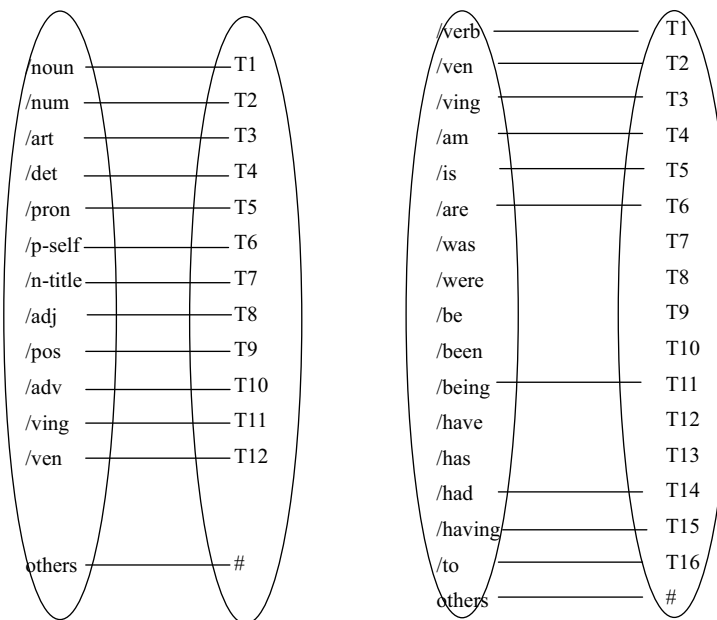 /noun T1
/num T2
/art T3
/det T4
/pron T5
/p-self T6
/n-title T7
/adj T8
/pos T9
/adv T10
/ving T11
/ven T12
others #
/verb T1
/ven T2
/ving T3
/am T4
/is T5
/are T6
/was T7
/were T8
/be T9
/been T10
/being T11
/have T12
/has T13
/had T14
/having T15
/to T16
others #